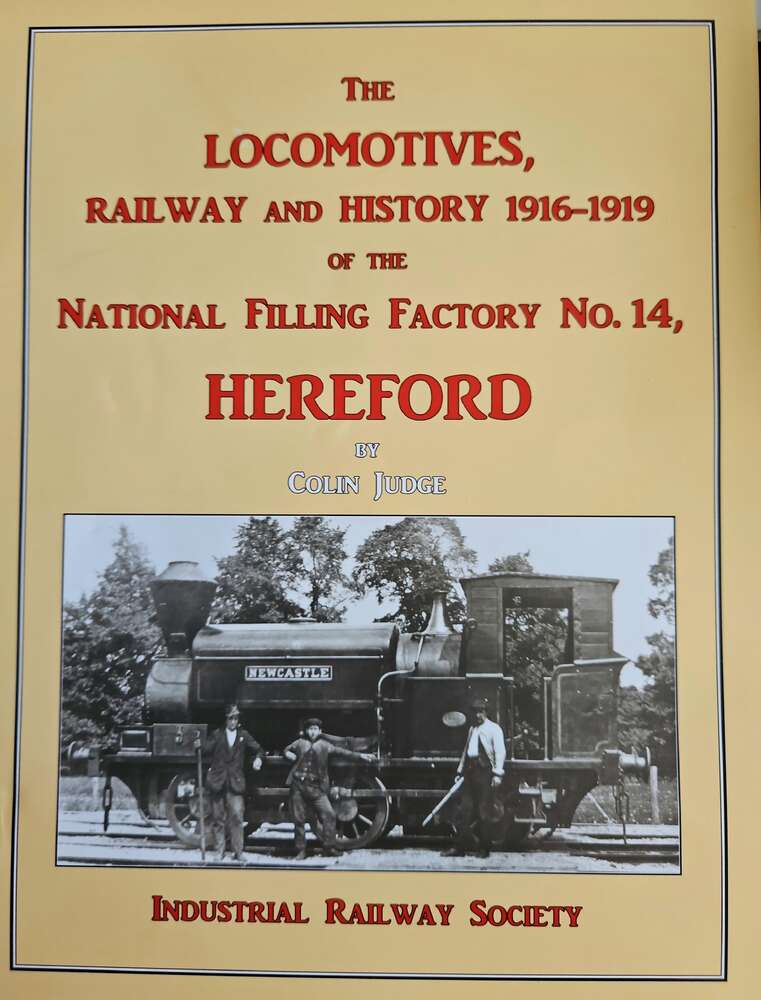 The
LOCOMOTIVES,
RAILWAY AND HISTORY 1916–1919
OF THE
NATIONAL FILLING FACTORY NO. 14,
HEREFORD
BY
COLIN JUDGE
NEWCASTLE
INDUSTRIAL RAILWAY SOCIETY